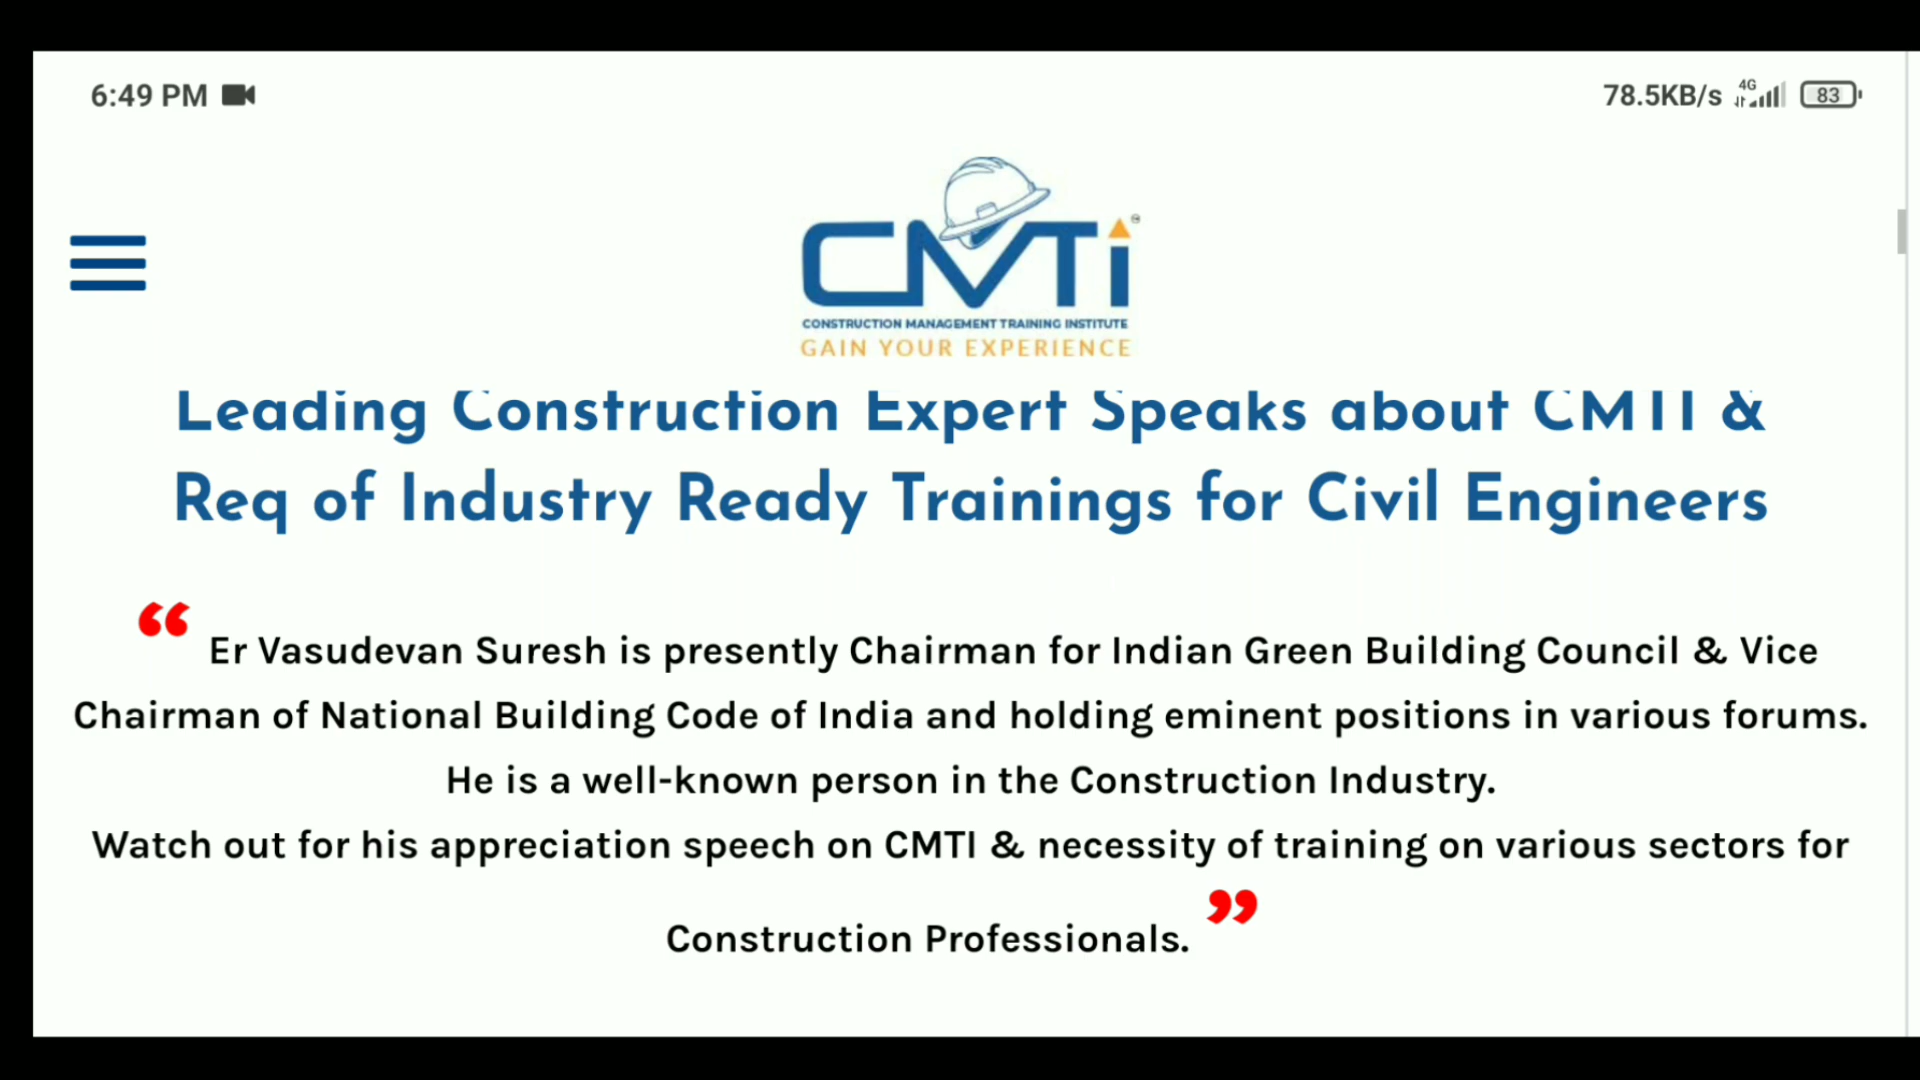 6:49 PM
78.5KB/s 4G 83
CMTi
CONSTRUCTION MANAGEMENT TRAINING INSTITUTE
GAIN YOUR EXPERIENCE
Leading Construction Expert Speaks about CMTI &
Req of Industry Ready Trainings for Civil Engineers
“ Er Vasudevan Suresh is presently Chairman for Indian Green Building Council & Vice
Chairman of National Building Code of India and holding eminent positions in various forums.
He is a well-known person in the Construction Industry.
Watch out for his appreciation speech on CMTI & necessity of training on various sectors for
Construction Professionals. ”